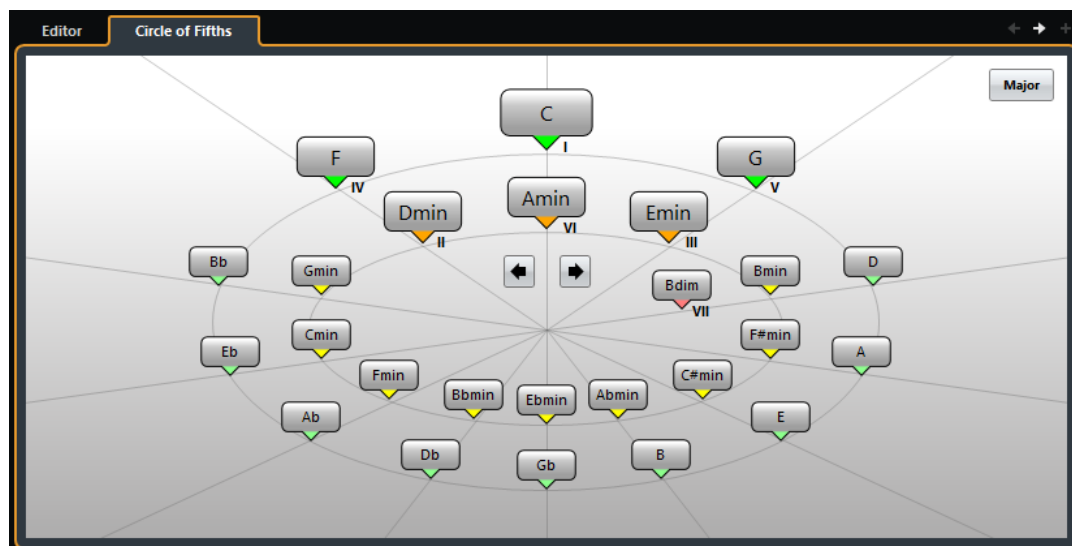 Editor
Circle of Fifths
Major
C
I
F
IV
G
V
Amin
VI
Dmin
II
Emin
III
Bb
Gmin
Bdim
VII
Bmin
D
Eb
Cmin
F#min
A
Fmin
C#min
Bbmin
Ebmin
Abmin
Ab
E
Db
Gb
B